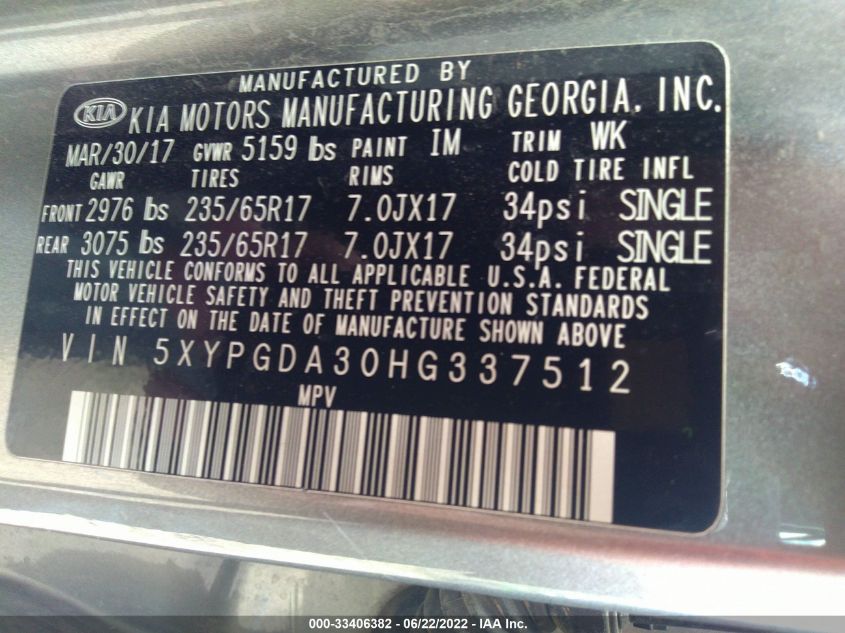 MANUFACTURED BY
KIA KIA MOTORS MANUFACTURING GEORGIA, INC.
MAR/30/17 GVWR 5159 lbs PAINT IM TRIM WK
GAWR TIRES RIMS COLD TIRE INFL
FRONT 2976 lbs 235/65R17 7.0JX17 34psi SINGLE
REAR 3075 lbs 235/65R17 7.0JX17 34psi SINGLE
THIS VEHICLE CONFORMS TO ALL APPLICABLE U.S.A. FEDERAL
MOTOR VEHICLE SAFETY AND THEFT PREVENTION STANDARDS
IN EFFECT ON THE DATE OF MANUFACTURE SHOWN ABOVE
VIN 5XYPGDA30HG337512
MPV
000-33406382 - 06/22/2022 - IAA Inc.